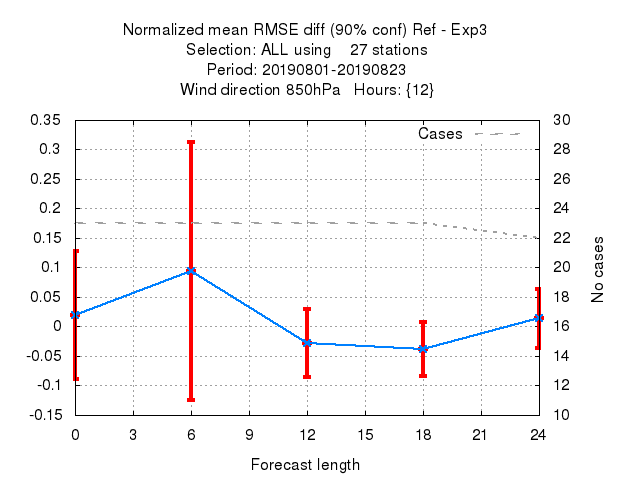 Normalized mean RMSE diff (90% conf) Ref - Exp3
Selection: ALL using    27 stations
Period: 20190801-20190823
Wind direction 850hPa   Hours: {12}
Cases
0.35
0.3
0.25
0.2
0.15
0.1
0.05
0
-0.05
-0.1
-0.15
30
28
26
24
22
20
18
16
14
12
10
No cases
0 3 6 9 12 15 18 21 24
Forecast length